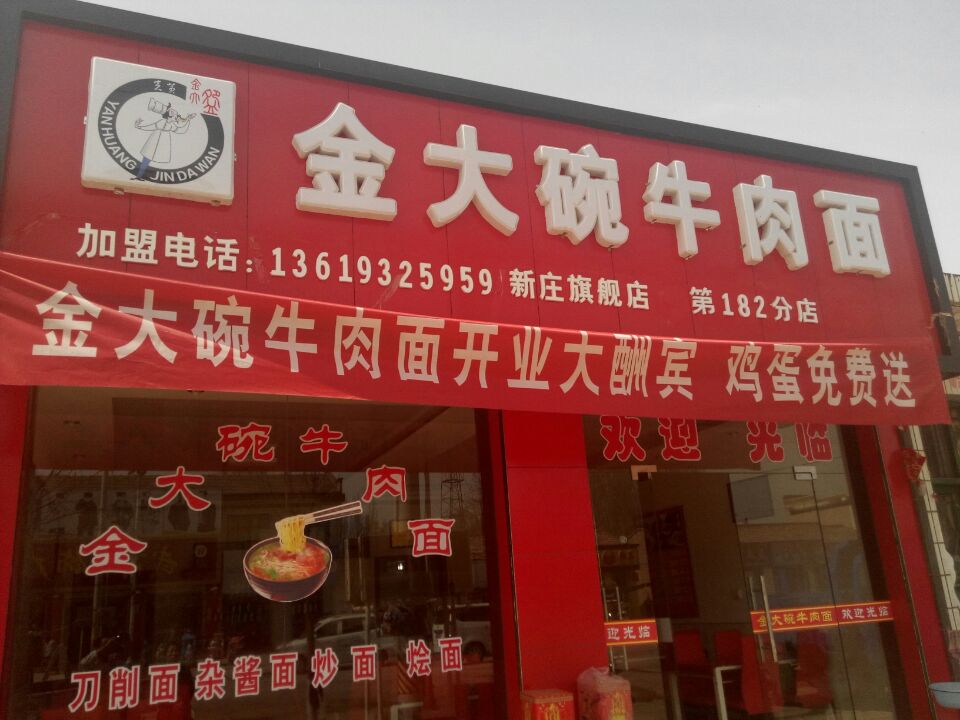 金大碗
YANHUANG JINDAWAN
金大碗牛肉面
加盟电话：13619325959 新庄旗舰店 第182分店
金大碗牛肉面开业大酬宾 鸡蛋免费送
欢迎 光临
金大碗牛肉面
迎光临
金大碗牛肉面 欢迎光临
刀削面 杂酱面 炒面 烩面